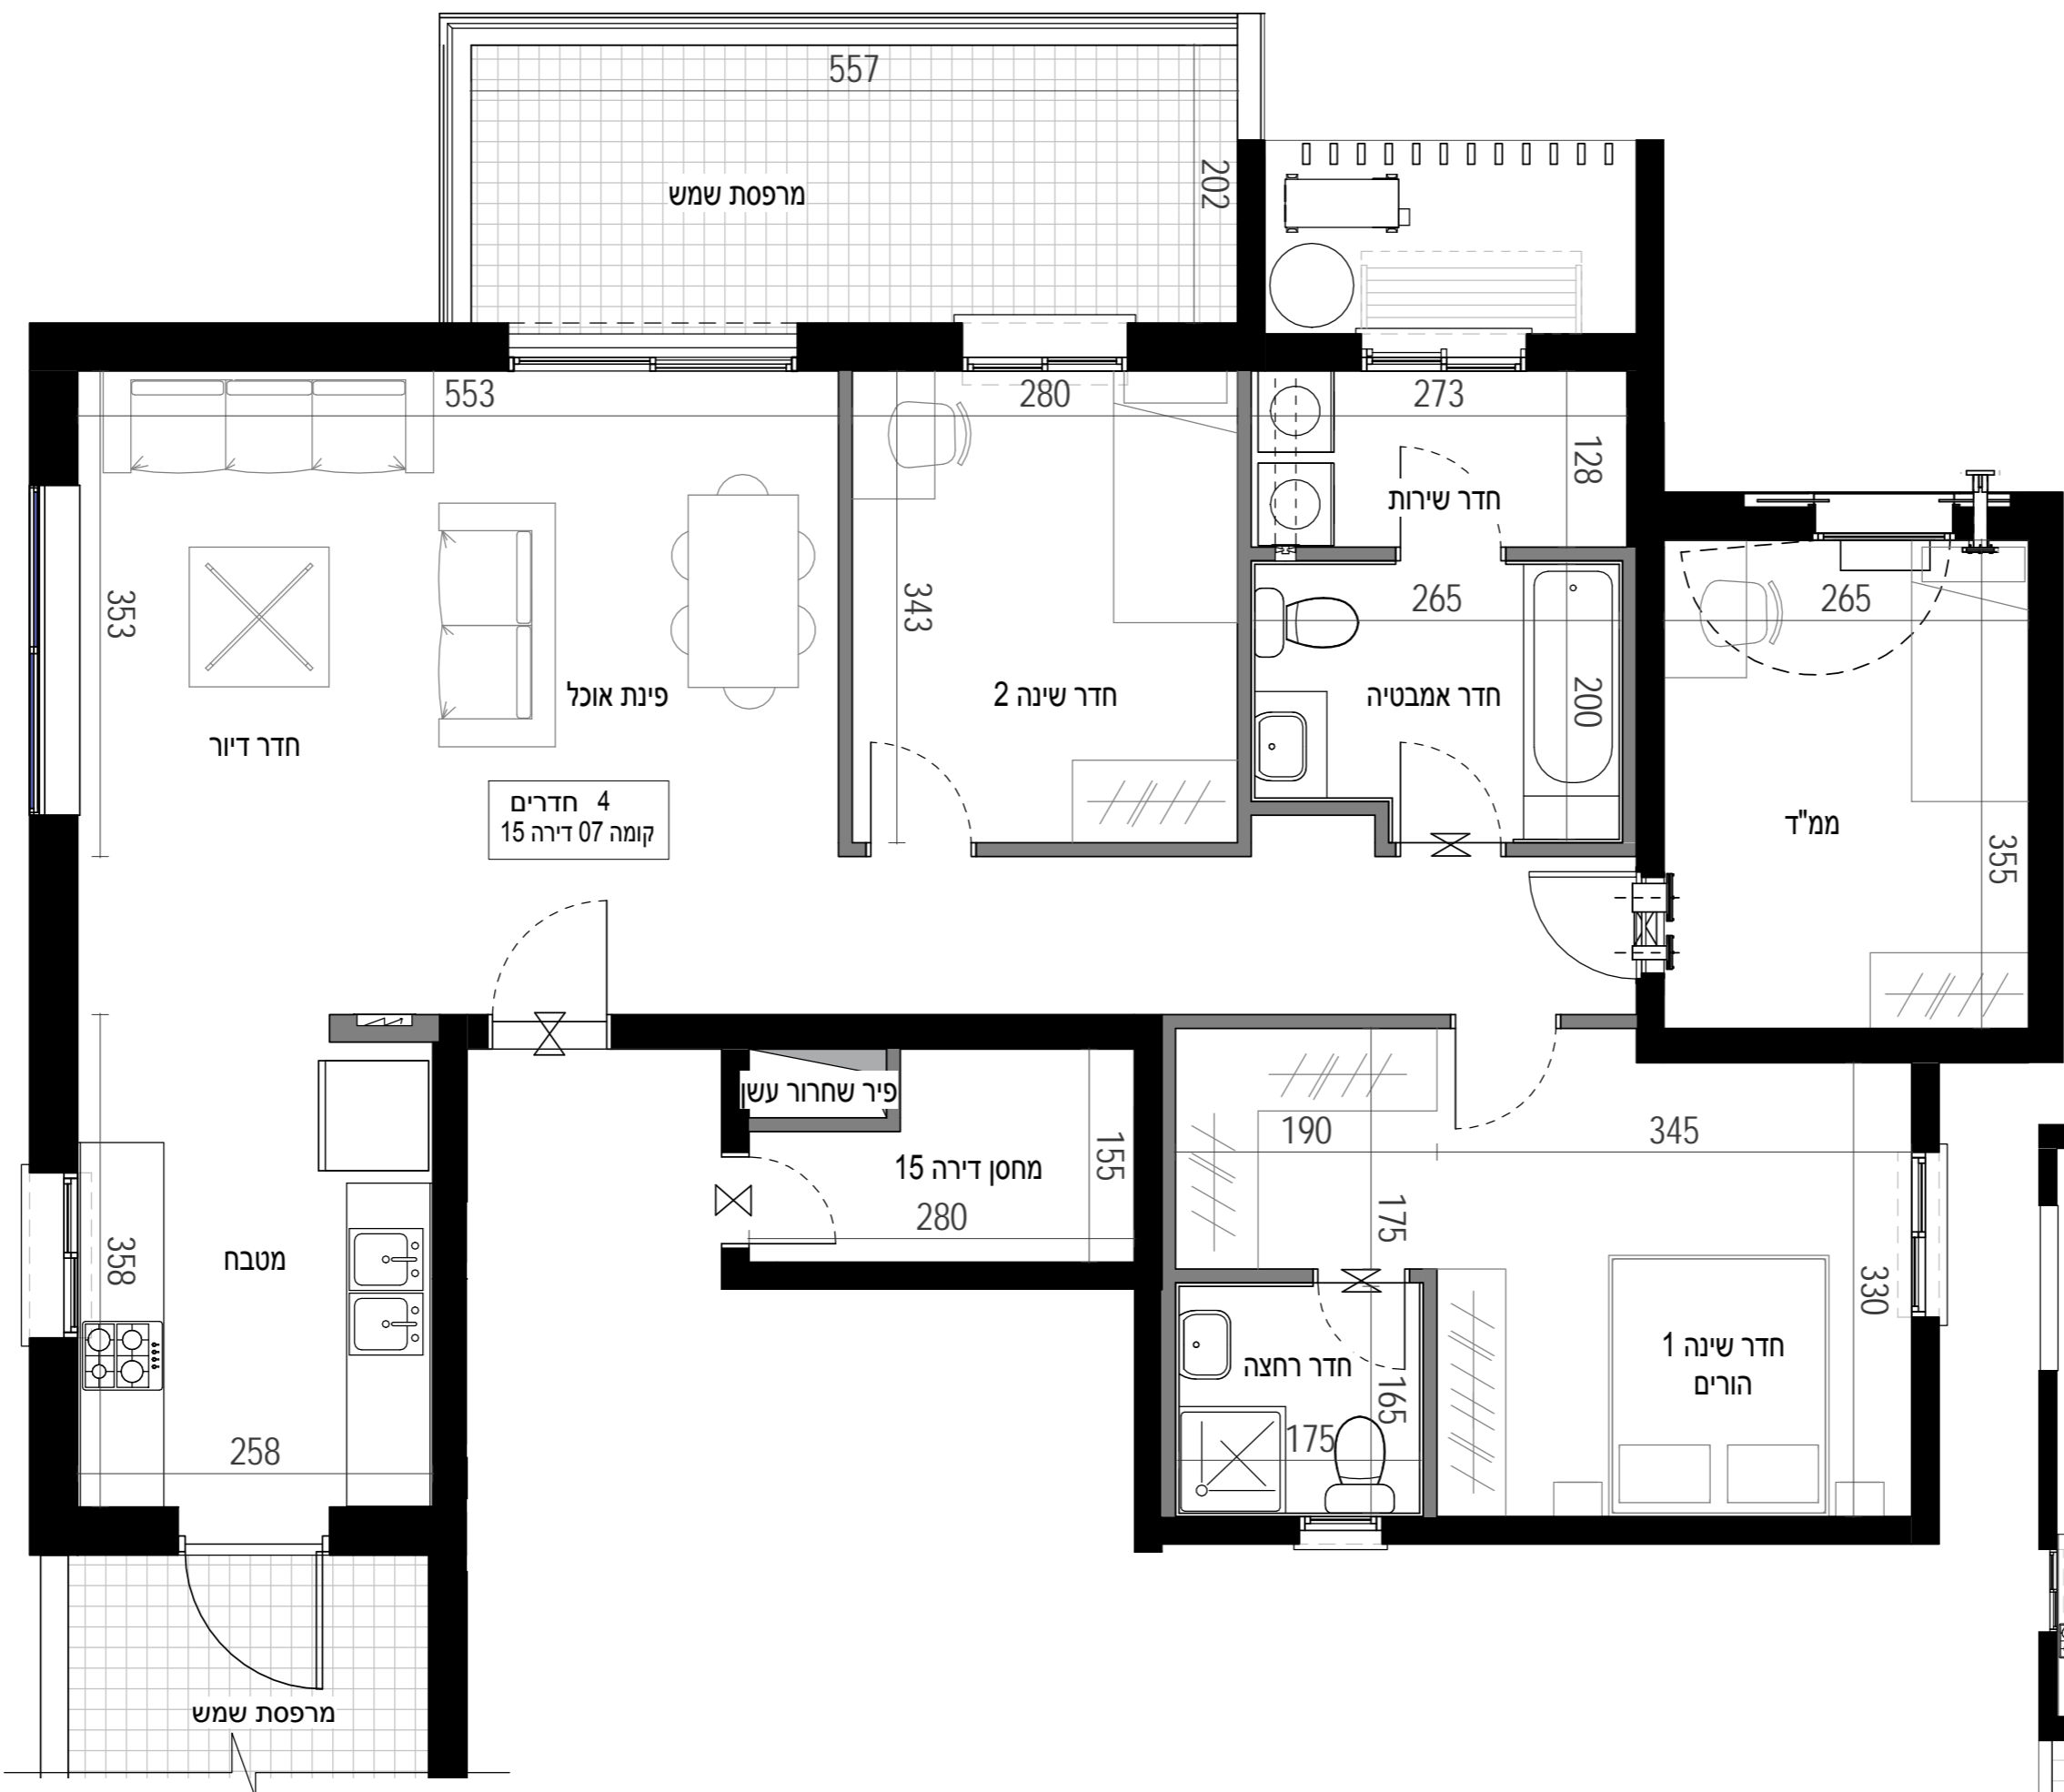 557
202
מרפסת שמש
553
280
273
128
חדר שירות
353
343
265
265
חדר שינה 2
חדר אמבטיה
200
פינת אוכל
חדר דיור
4 חדרים
קומה 07 דירה 15
ממ"ד
355
פיר שחרור עשן
מחסן דירה 15
155
280
190
345
175
358
מטבח
330
חדר שינה 1
הורים
חדר רחצה
165
175
258
מרפסת שמש